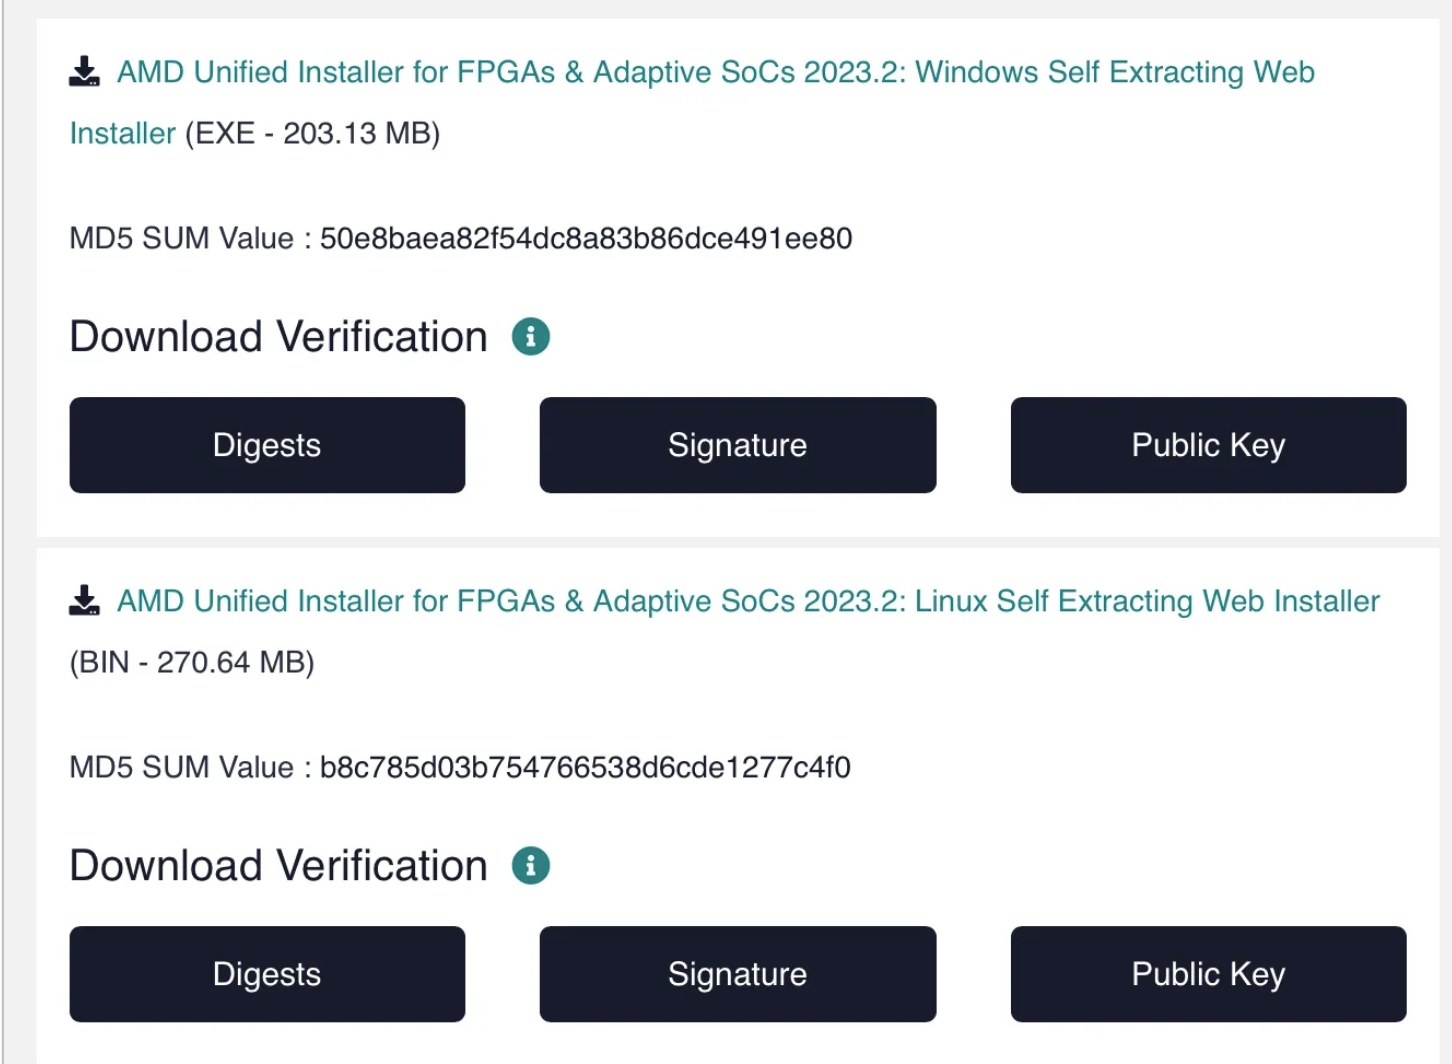 AMD Unified Installer for FPGAs & Adaptive SoCs 2023.2: Windows Self Extracting Web
Installer (EXE - 203.13 MB)
MD5 SUM Value : 50e8baea82f54dc8a83b86dce491ee80
Download Verification
Digests
Signature
Public Key
AMD Unified Installer for FPGAs & Adaptive SoCs 2023.2: Linux Self Extracting Web Installer
(BIN - 270.64 MB)
MD5 SUM Value : b8c785d03b754766538d6cde1277c4f0
Download Verification
Digests
Signature
Public Key